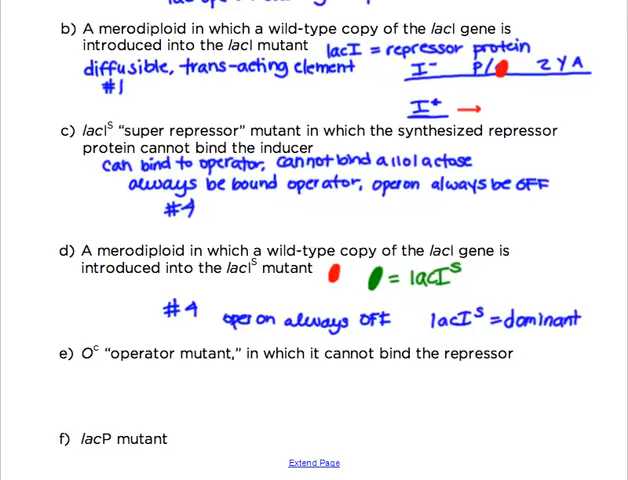 b) A merodiploid in which a wild-type copy of the lacI gene is
introduced into the lacI mutant lacI = repressor protein
diffusible, trans-acting element I⁻ P/ Z Y A
#1
I⁺ →
c) lacIˢ “super repressor” mutant in which the synthesized repressor
protein cannot bind the inducer
can bind to operator, cannot bind allolactose
always be bound operator, operon always be OFF
#4
d) A merodiploid in which a wild-type copy of the lacI gene is
introduced into the lacIˢ mutant = lacIˢ
#4 operon always OFF lacIˢ = dominant
e) Oᶜ “operator mutant,” in which it cannot bind the repressor
f) lacP mutant
Extend Page